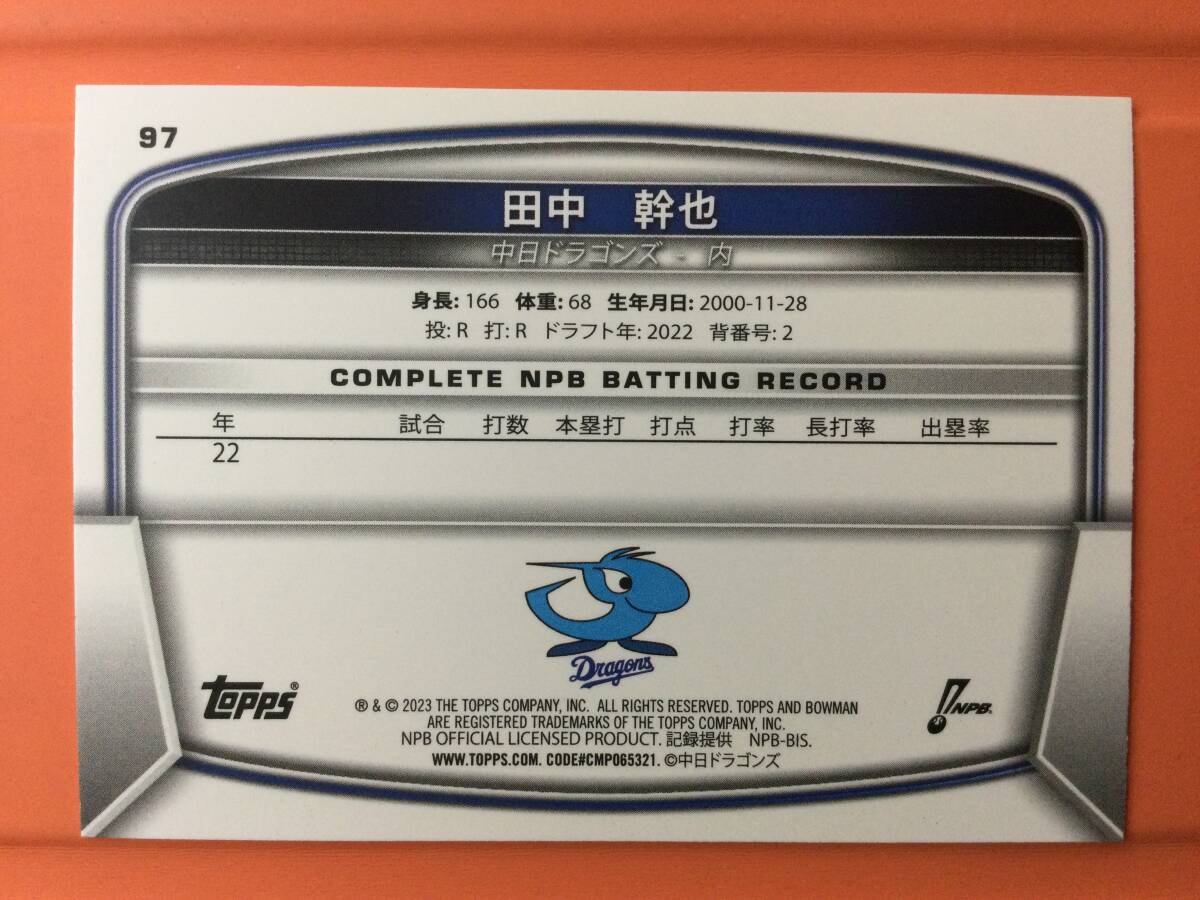 97
田中 幹也
中日ドラゴンズ - 内
身長: 166 体重: 68 生年月日: 2000-11-28
投: R 打: R ドラフト年: 2022 背番号: 2
COMPLETE NPB BATTING RECORD
年 試合 打数 本塁打 打点 打率 長打率 出塁率
22
Dragons
TOPPS®
® & © 2023 THE TOPPS COMPANY, INC. ALL RIGHTS RESERVED. TOPPS AND BOWMAN
ARE REGISTERED TRADEMARKS OF THE TOPPS COMPANY, INC.
NPB OFFICIAL LICENSED PRODUCT. 記録提供 NPB-BIS.
WWW.TOPPS.COM. CODE#CMP065321. ©中日ドラゴンズ
NPB.